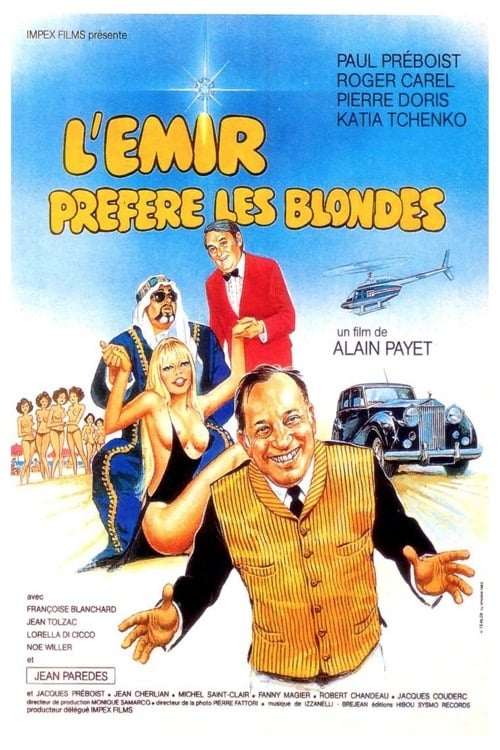 IMPEX FILMS présente
PAUL PRÉBOIST
ROGER CAREL
PIERRE DORIS
KATIA TCHENKO
L'EMIR
PREFERE LES BLONDES
un film de
ALAIN PAYET
avec
FRANÇOISE BLANCHARD
JEAN TOLZAC
LORELLA DI CICCO
NOE WILLER
et
JEAN PAREDES
et JACQUES PRÉBOIST • JEAN CHERLIAN • MICHEL SAINT-CLAIR • FANNY MAGIER • ROBERT CHANDEAU • JACQUES COUDERC
directeur de production MONIQUE SAMARCQ • directeur de la photo PIERRE FATTORI • musique de IZZANELLI - BREJEAN éditions HIBOU SYSMO RECORDS
producteur délégué IMPEX FILMS